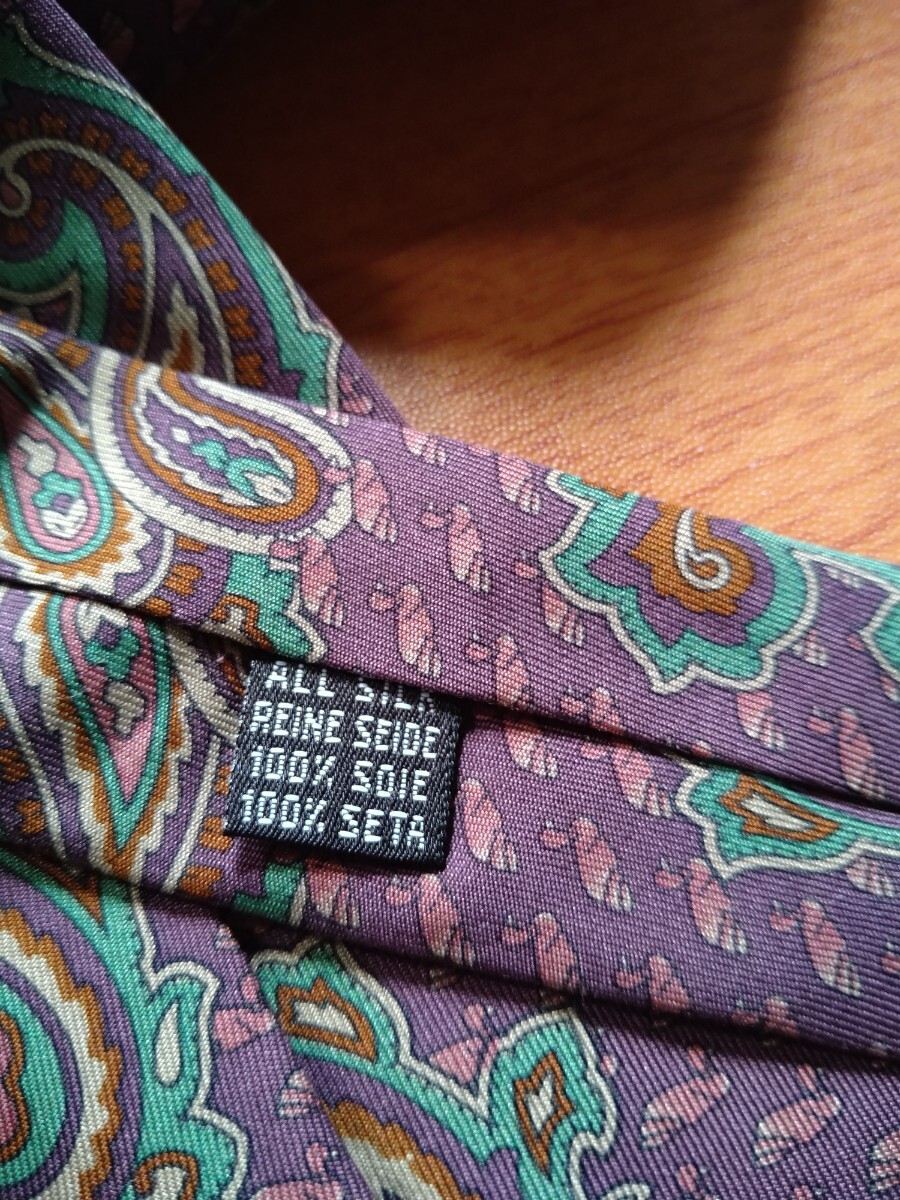 ALL SILK
REINE SEIDE
100% SOIE
100% SETA